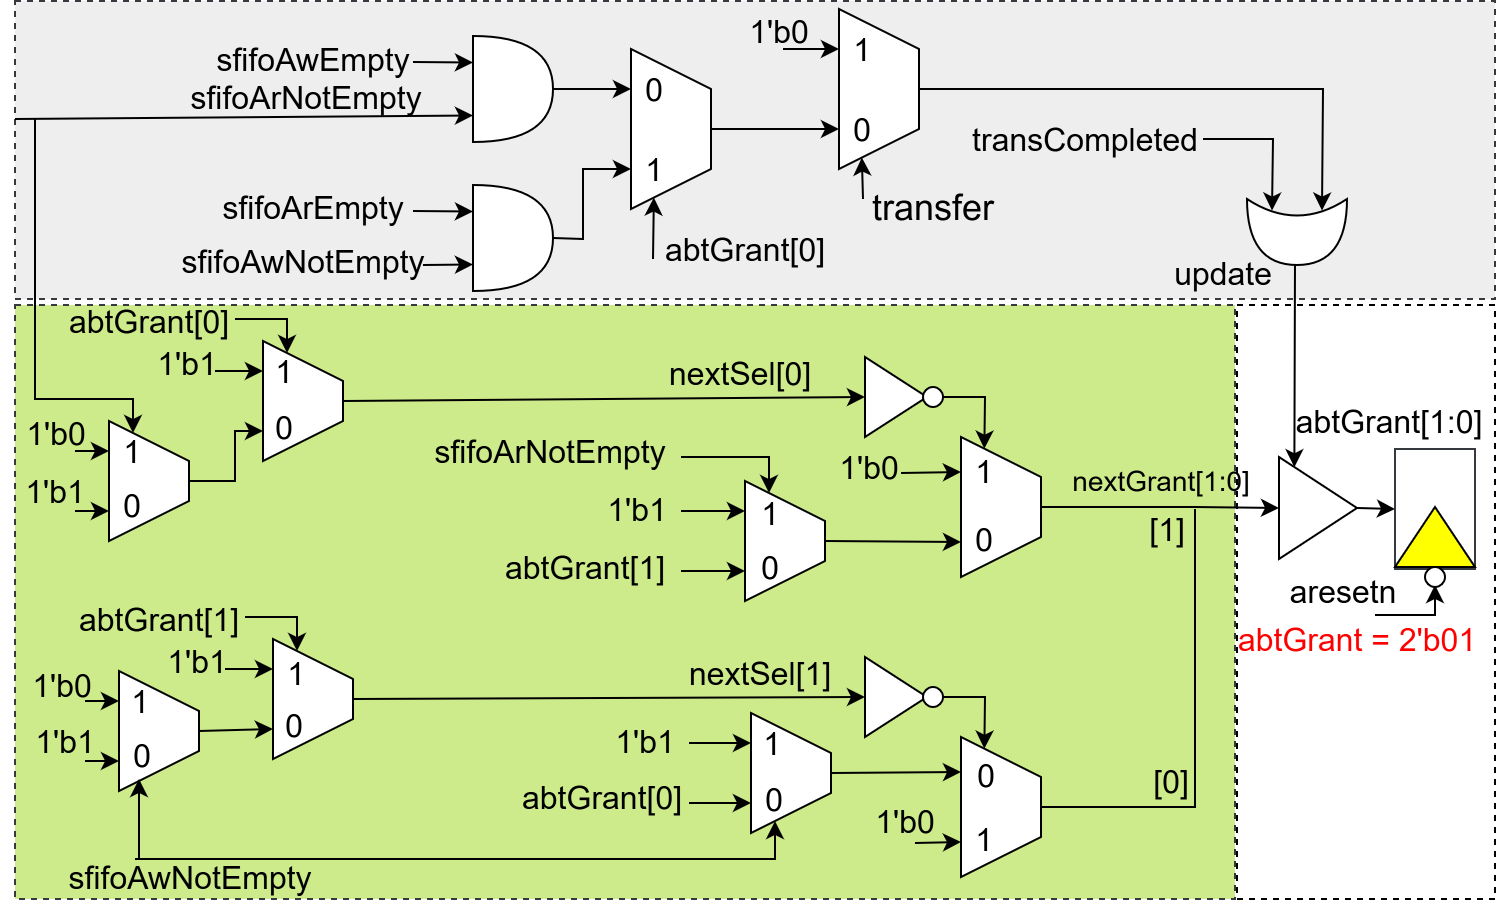 1'b0
1
0
sfifoAwEmpty
sfifoArNotEmpty
0
1
transCompleted
sfifoArEmpty
sfifoAwNotEmpty
abtGrant[0]
transfer
update
abtGrant[0]
1'b1
1
0
1'b0
1'b1
1
0
nextSel[0]
sfifoArNotEmpty
1'b1
abtGrant[1]
1
0
1'b0
1
0
nextGrant[1:0]
[1]
abtGrant[1:0]
aresetn
abtGrant = 2'b01
abtGrant[1]
1'b1
1
0
1'b0
1'b1
1
0
nextSel[1]
1'b1
abtGrant[0]
1
0
0
1
1'b0
[0]
sfifoAwNotEmpty